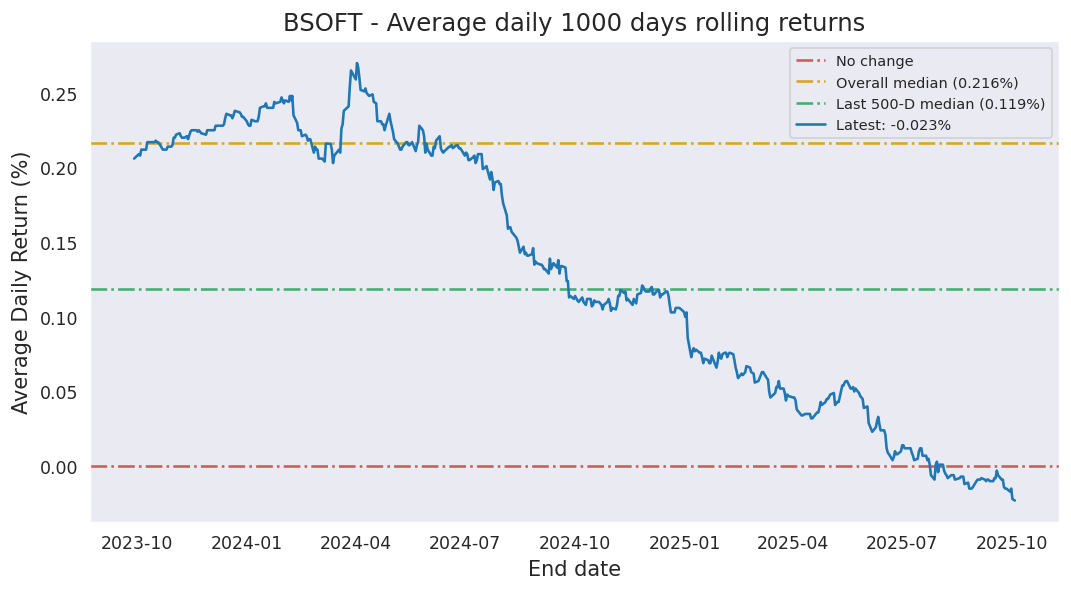 BSOFT - Average daily 1000 days rolling returns
No change
Overall median (0.216%)
Last 500-D median (0.119%)
Latest: -0.023%
Average Daily Return (%)
0.25
0.20
0.15
0.10
0.05
0.00
2023-10 2024-01 2024-04 2024-07 2024-10 2025-01 2025-04 2025-07 2025-10
End date